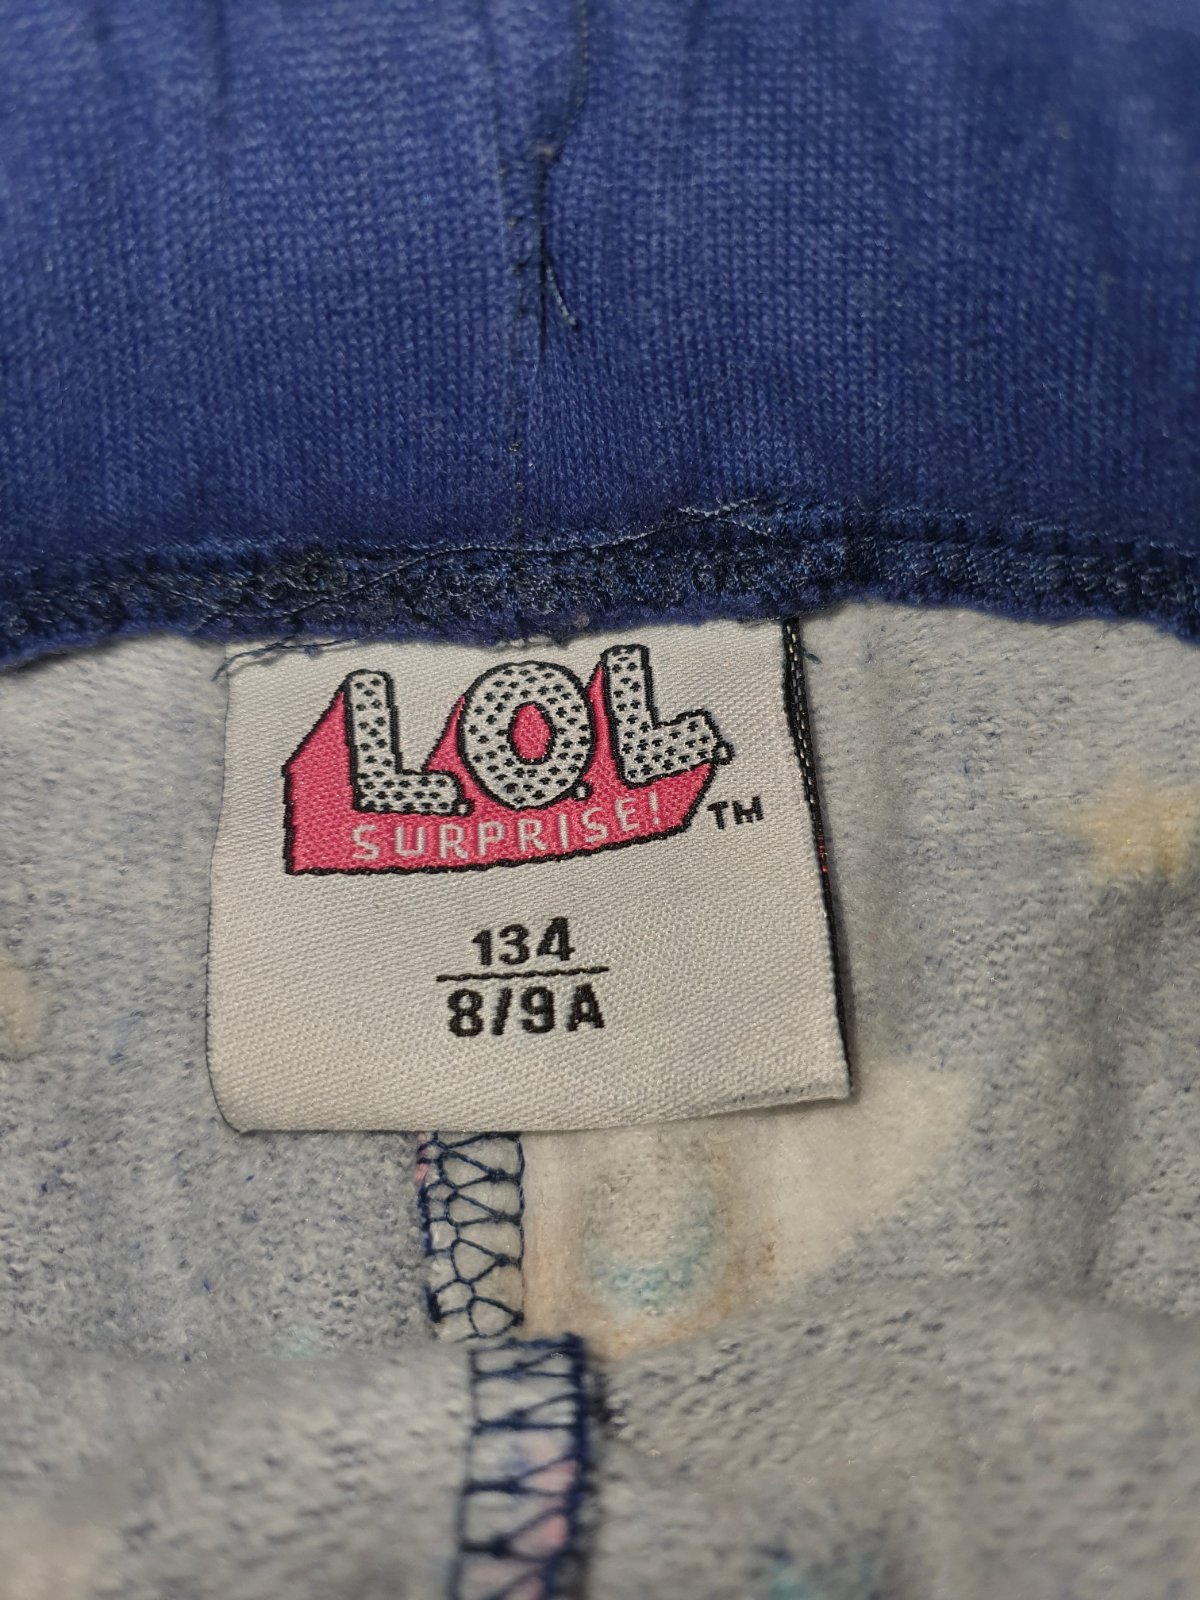 L.O.L.
SURPRISE! TM
134
8/9A